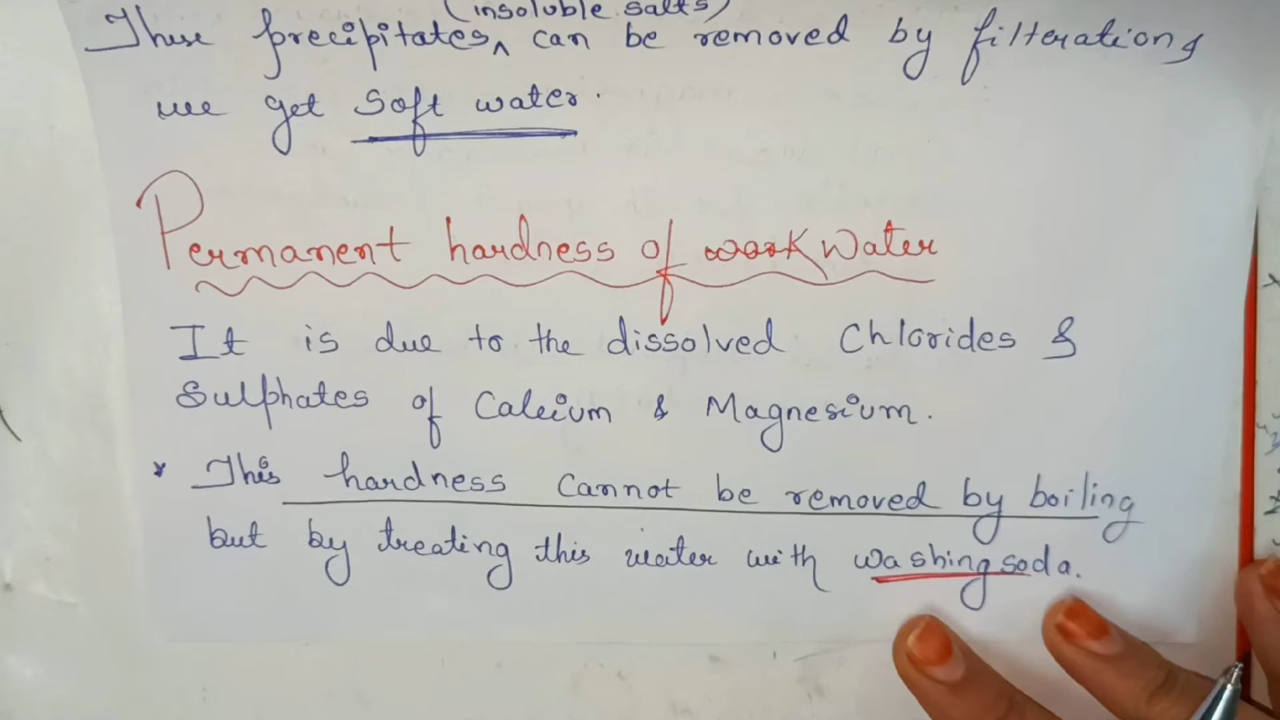 (insoluble salts)
These precipitates^ can be removed by filteration &
we get Soft water.
Permanent hardness of work Water
It is due to the dissolved Chlorides &
Sulphates of Calcium & Magnesium.
* This hardness cannot be removed by boiling
but by treating this water with washing soda.